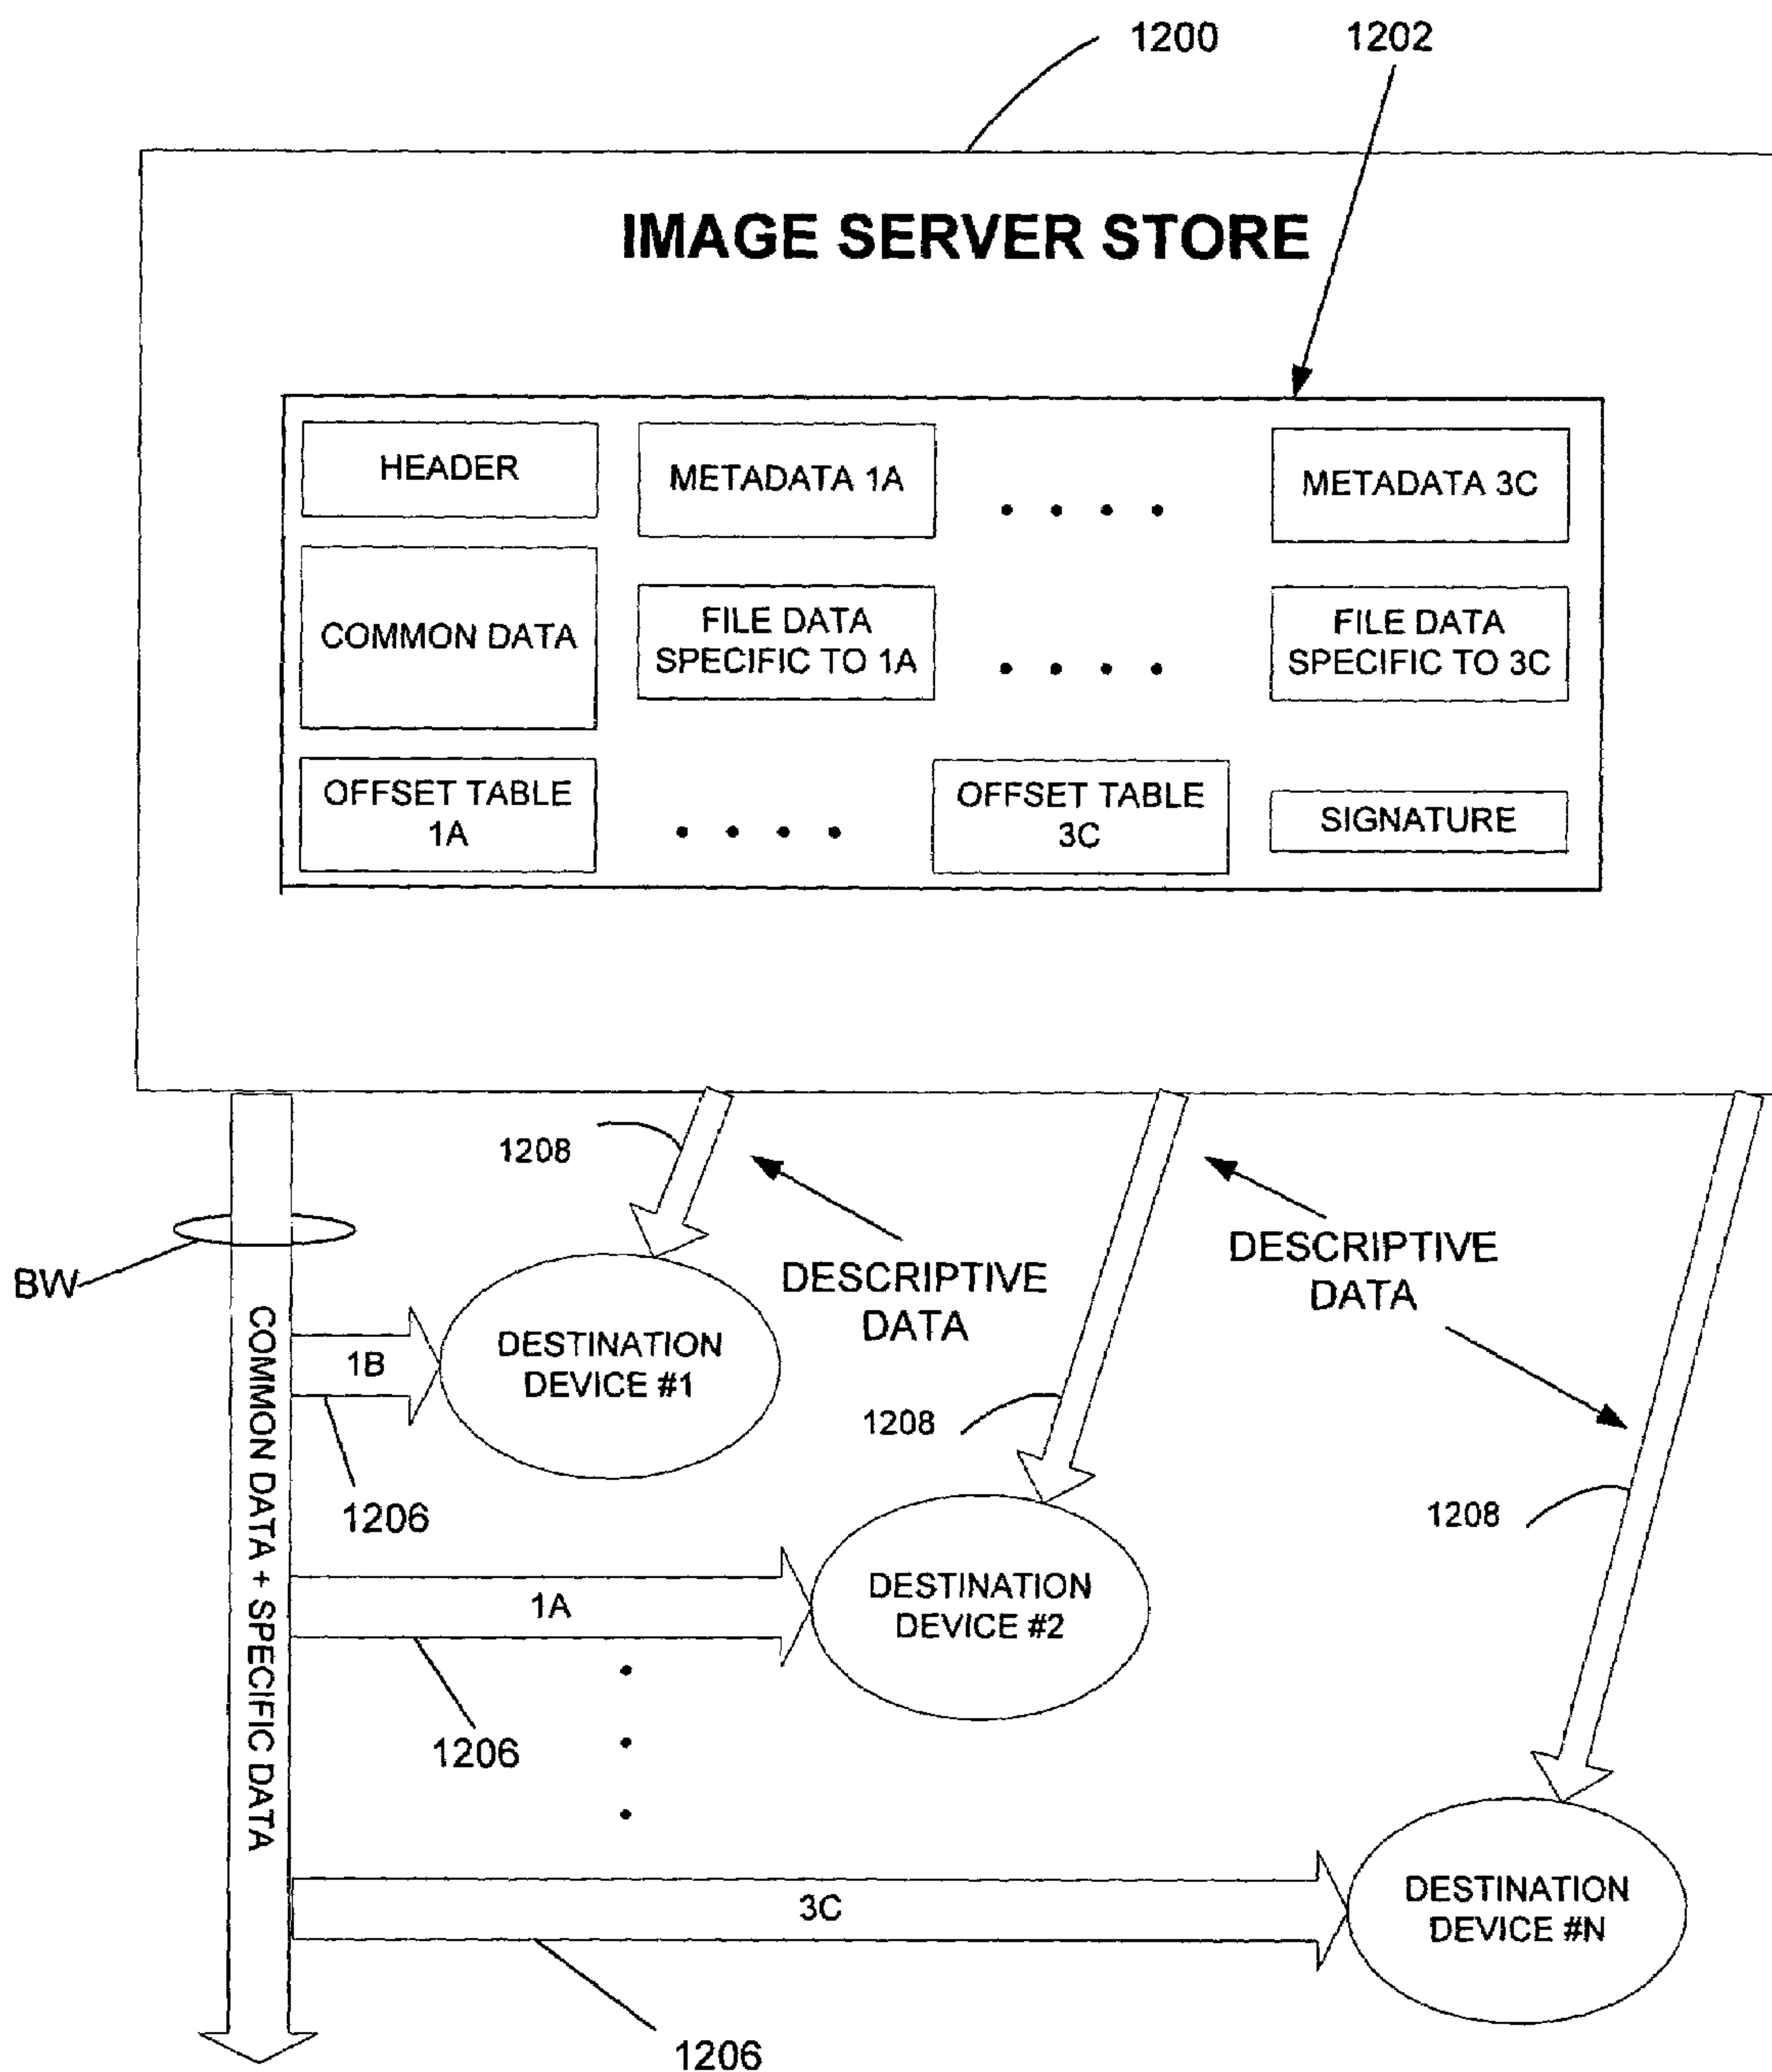 1200
1202
IMAGE SERVER STORE
HEADER
METADATA 1A
METADATA 3C
COMMON DATA
FILE DATA
SPECIFIC TO 1A
FILE DATA
SPECIFIC TO 3C
OFFSET TABLE
1A
OFFSET TABLE
3C
SIGNATURE
1208
BW
DESCRIPTIVE
DATA
DESCRIPTIVE
DATA
COMMON DATA + SPECIFIC DATA
1B
DESTINATION
DEVICE #1
1206
1208
1208
1A
DESTINATION
DEVICE #2
1206
3C
DESTINATION
DEVICE #N
1206